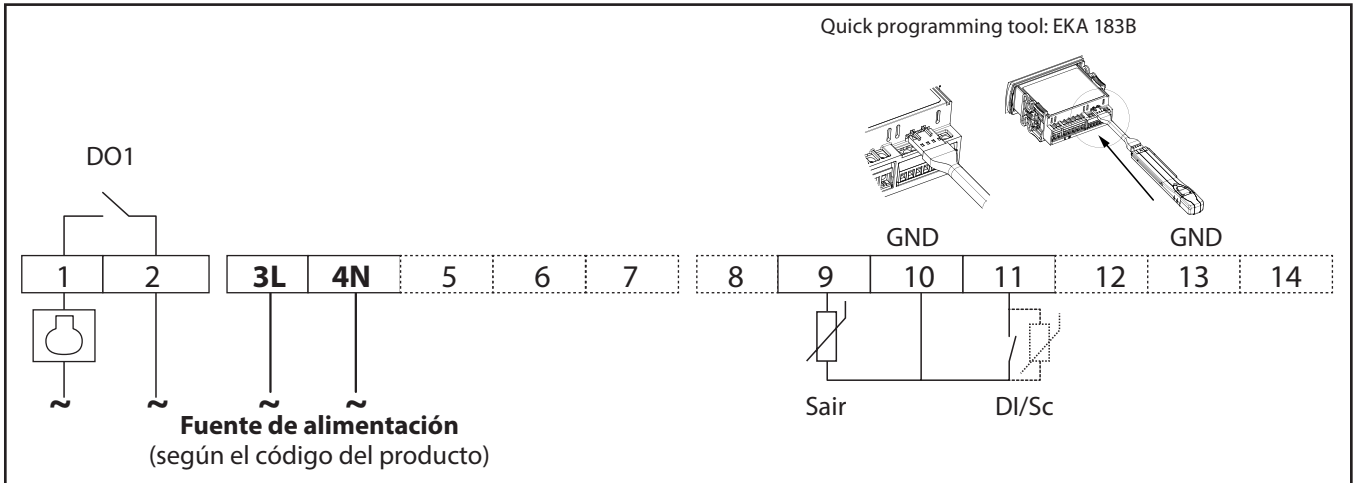 Quick programming tool: EKA 183B
DO1
GND GND
1 2 3L 4N 5 6 7 8 9 10 11 12 13 14
~ ~ ~ ~
Sair DI/Sc
Fuente de alimentación
(según el código del producto)